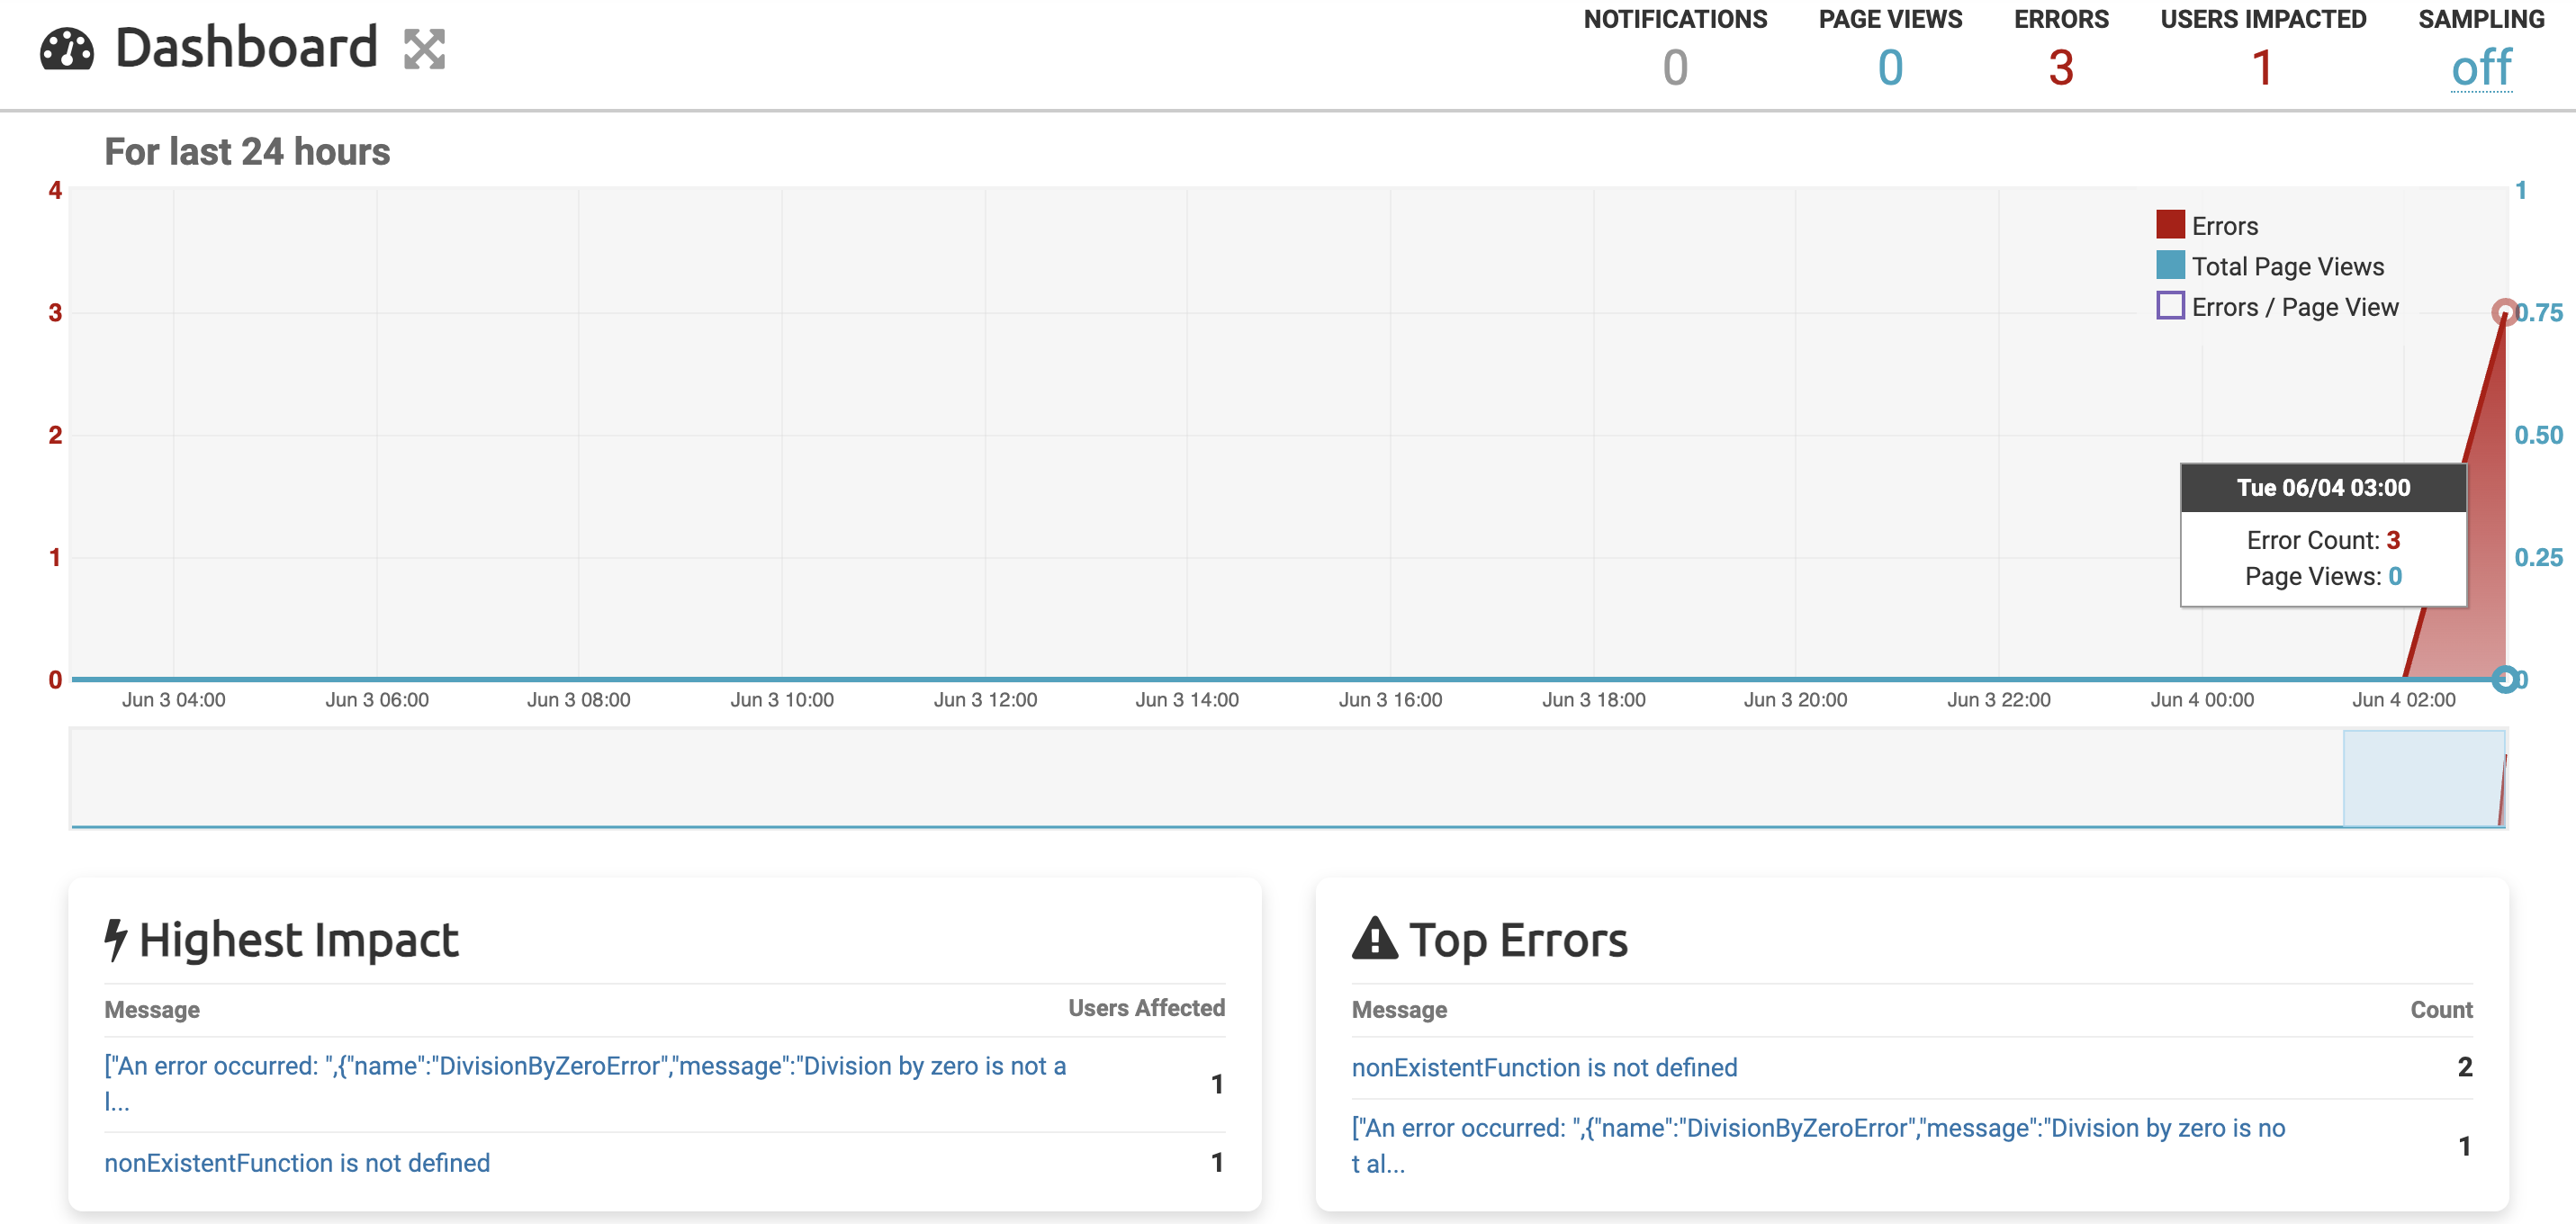 Dashboard
NOTIFICATIONS PAGE VIEWS ERRORS USERS IMPACTED SAMPLING
0 0 3 1 off
For last 24 hours
4 1
Errors
Total Page Views
Errors / Page View
3 0.75
2 0.50
Tue 06/04 03:00
Error Count: 3
Page Views: 0
1 0.25
0 0
Jun 3 04:00 Jun 3 06:00 Jun 3 08:00 Jun 3 10:00 Jun 3 12:00 Jun 3 14:00 Jun 3 16:00 Jun 3 18:00 Jun 3 20:00 Jun 3 22:00 Jun 4 00:00 Jun 4 02:00
Highest Impact
Message Users Affected
["An error occurred: ",{"name":"DivisionByZeroError","message":"Division by zero is not a
l... 1
nonExistentFunction is not defined 1
Top Errors
Message Count
nonExistentFunction is not defined 2
["An error occurred: ",{"name":"DivisionByZeroError","message":"Division by zero is no
t al... 1